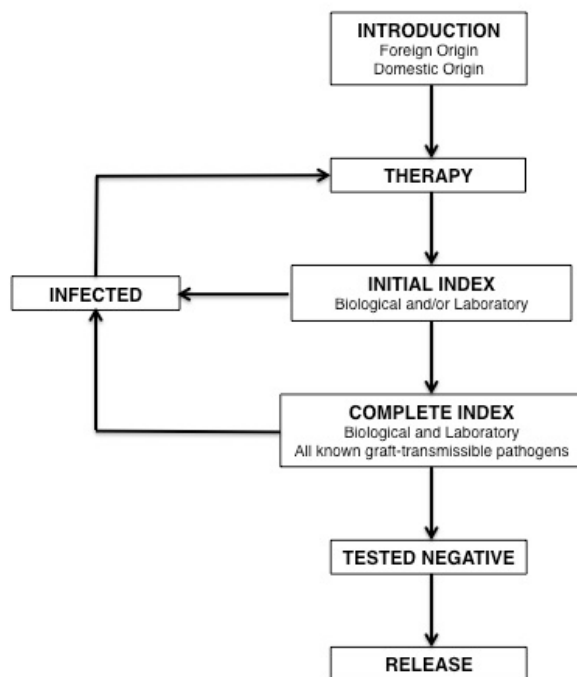 INTRODUCTION
Foreign Origin
Domestic Origin
THERAPY
INFECTED
INITIAL INDEX
Biological and/or Laboratory
COMPLETE INDEX
Biological and Laboratory
All known graft-transmissible pathogens
TESTED NEGATIVE
RELEASE